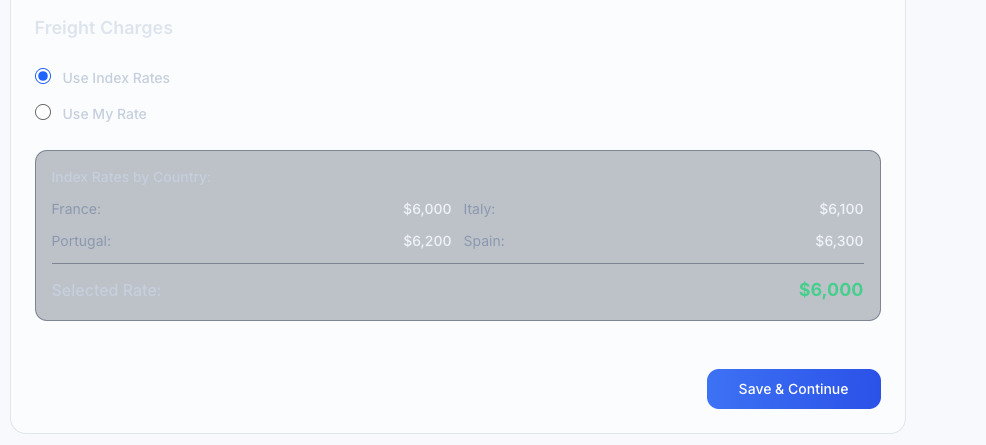 Freight Charges
Use Index Rates
Use My Rate
Index Rates by Country:
France: $6,000 Italy: $6,100
Portugal: $6,200 Spain: $6,300
Selected Rate: $6,000
Save & Continue